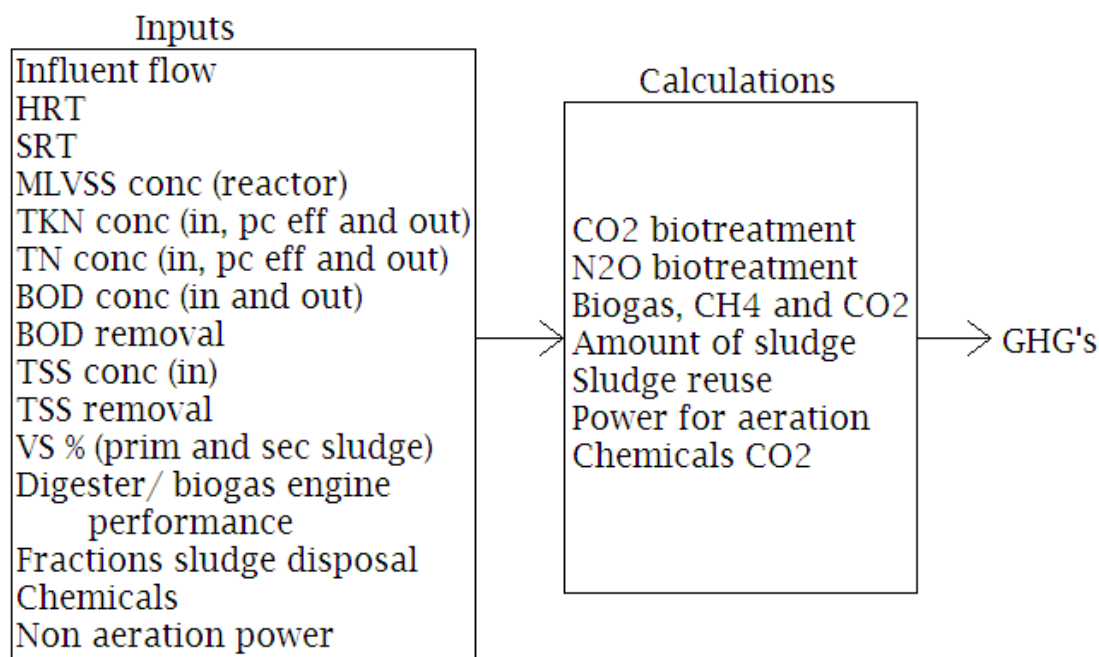 Inputs
Influent flow
HRT
SRT
MLVSS conc (reactor)
TKN conc (in, pc eff and out)
TN conc (in, pc eff and out)
BOD conc (in and out)
BOD removal
TSS conc (in)
TSS removal
VS % (prim and sec sludge)
Digester/ biogas engine
performance
Fractions sludge disposal
Chemicals
Non aeration power
Calculations
CO2 biotreatment
N2O biotreatment
Biogas, CH4 and CO2
Amount of sludge
Sludge reuse
Power for aeration
Chemicals CO2
GHG's